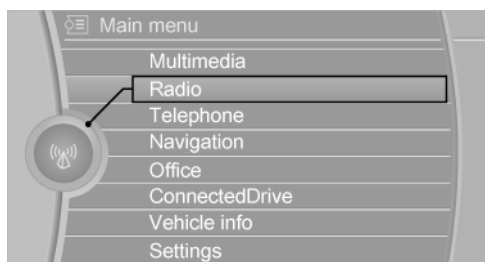 Main menu
Multimedia
Radio
Telephone
Navigation
Office
ConnectedDrive
Vehicle info
Settings